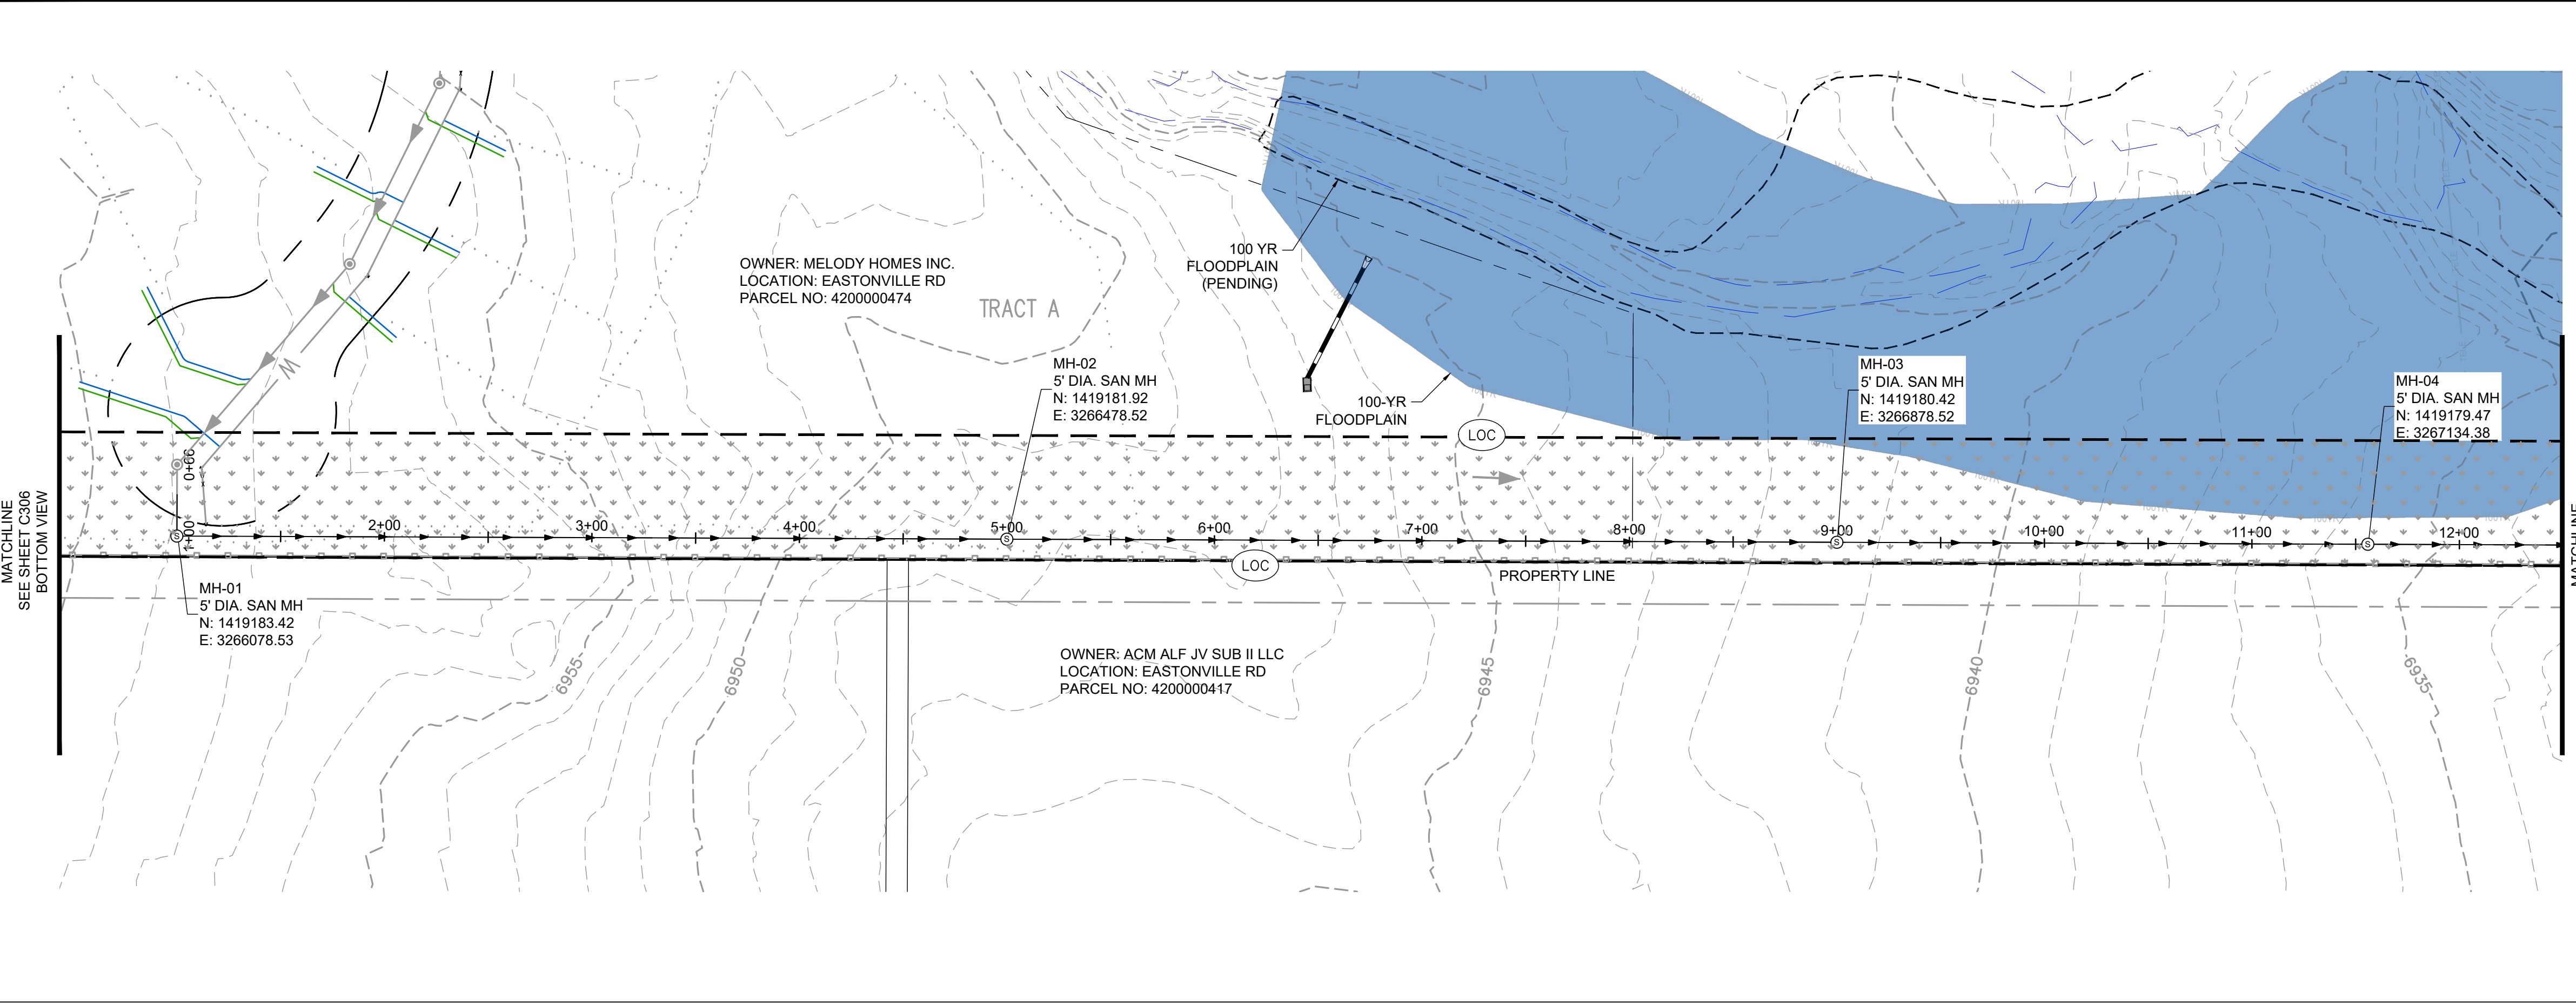 MATCHLINE
SEE SHEET C306
BOTTOM VIEW
OWNER: MELODY HOMES INC.
LOCATION: EASTONVILLE RD
PARCEL NO: 4200000474
TRACT A
100 YR
FLOODPLAIN
(PENDING)
100-YR
FLOODPLAIN
MH-02
5' DIA. SAN MH
N: 1419181.92
E: 3266478.52
MH-03
5' DIA. SAN MH
N: 1419180.42
E: 3266878.52
MH-04
5' DIA. SAN MH
N: 1419179.47
E: 3267134.38
W
LOC
0+66
1+00
2+00
3+00
4+00
5+00
6+00
7+00
8+00
9+00
10+00
11+00
12+00
S
S
S
S
LOC
PROPERTY LINE
MH-01
5' DIA. SAN MH
N: 1419183.42
E: 3266078.53
OWNER: ACM ALF JV SUB II LLC
LOCATION: EASTONVILLE RD
PARCEL NO: 4200000417
6955
6950
6945
6940
6935